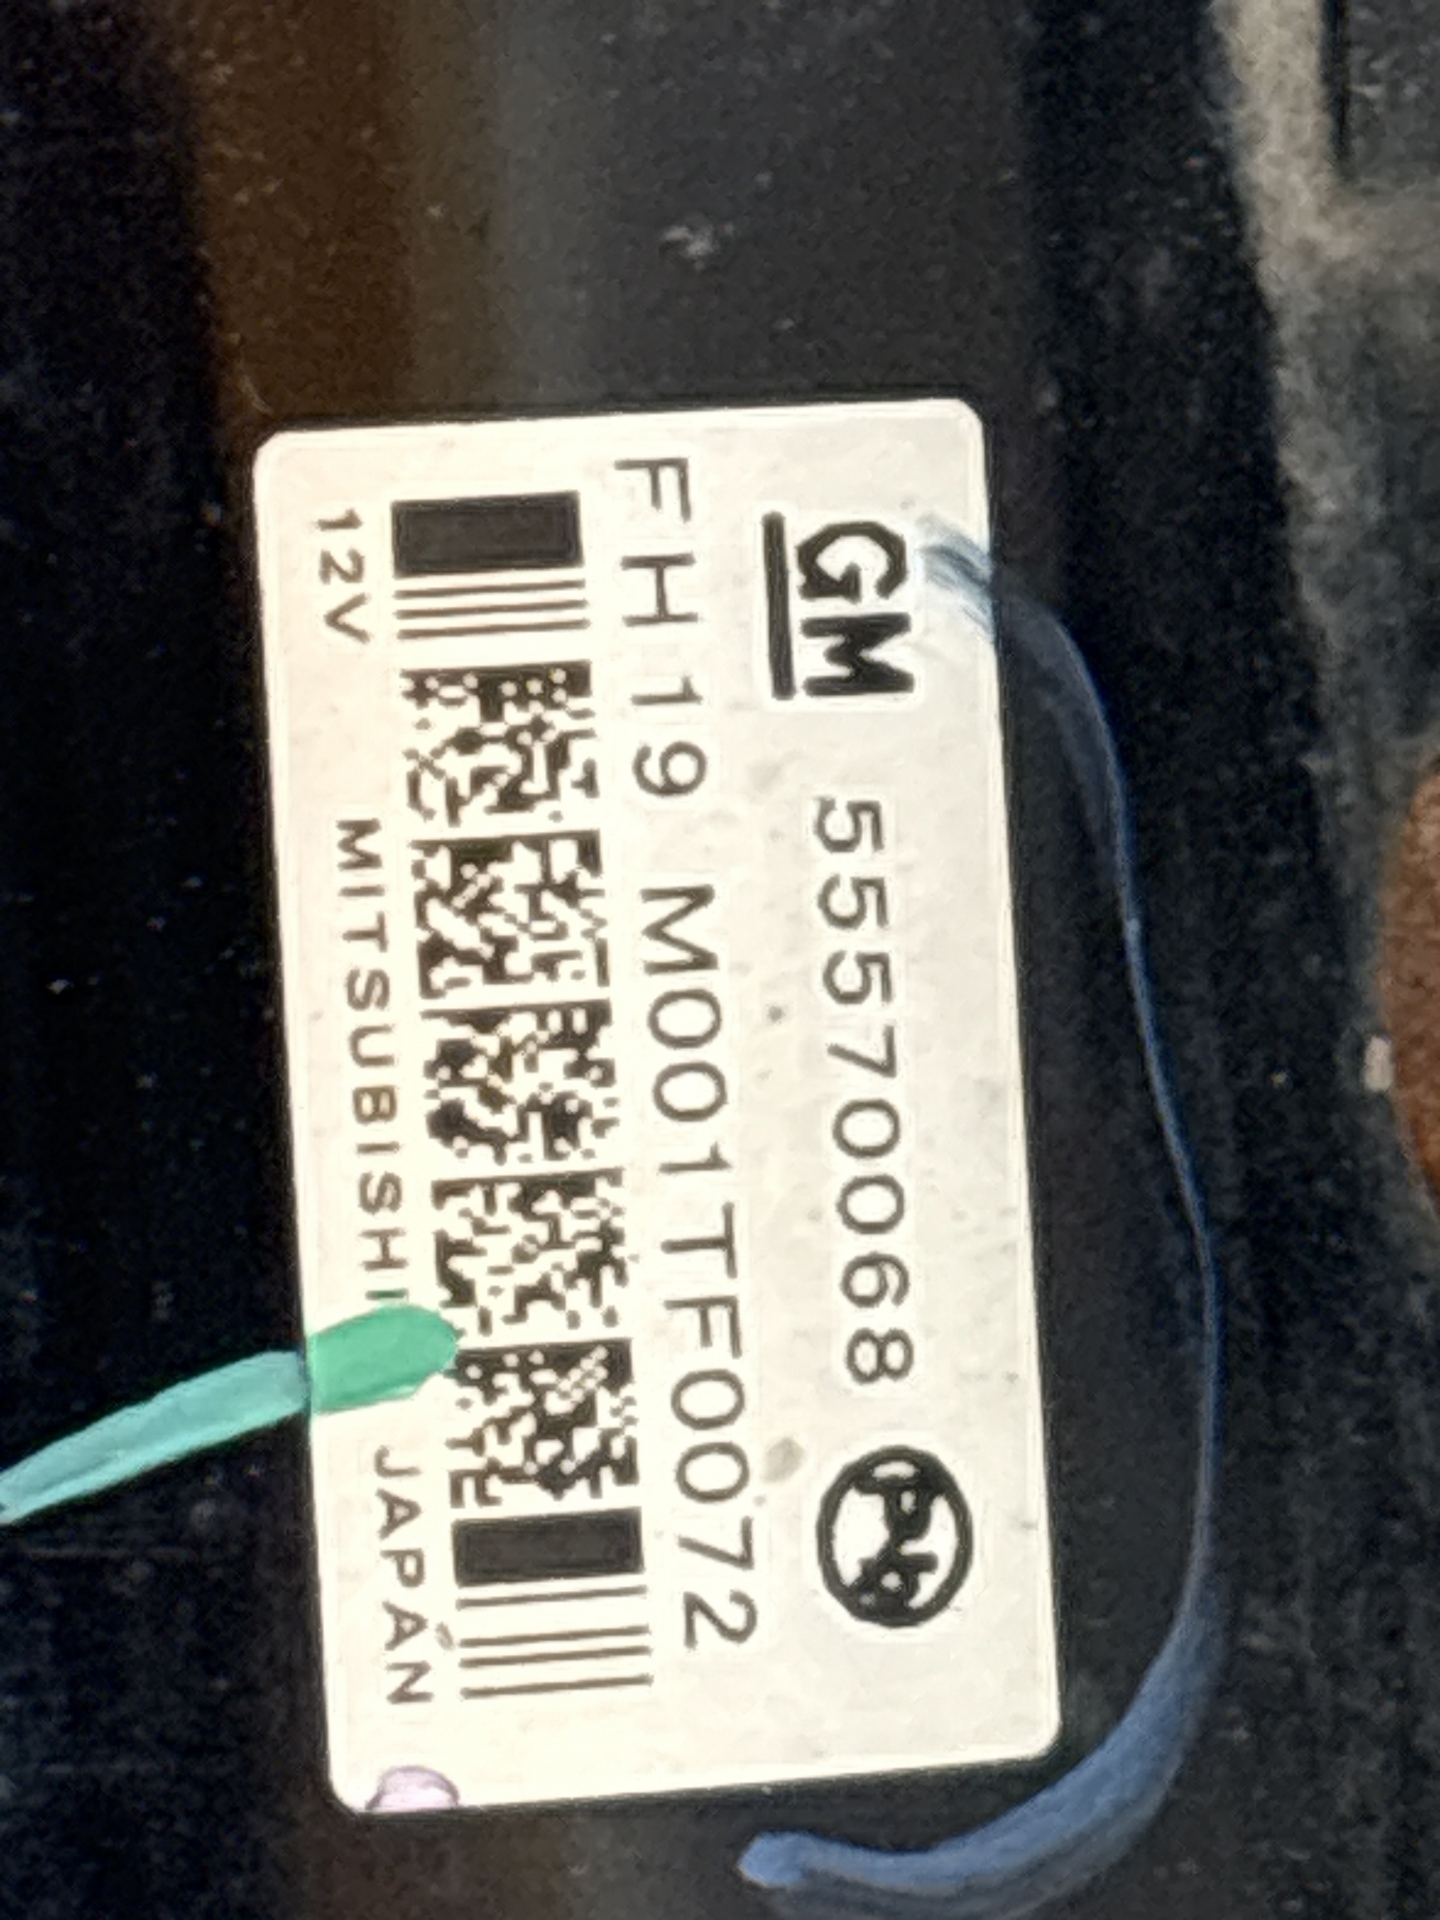 GM 55570068 Pb
FH19 M001TF0072
12V MITSUBISHI JAPAN